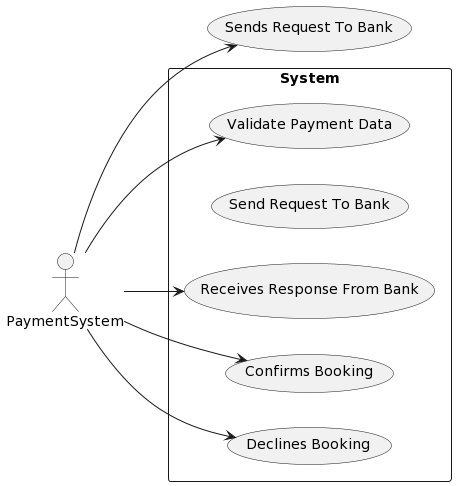 Sends Request To Bank
System
Validate Payment Data
Send Request To Bank
Receives Response From Bank
PaymentSystem
Confirms Booking
Declines Booking